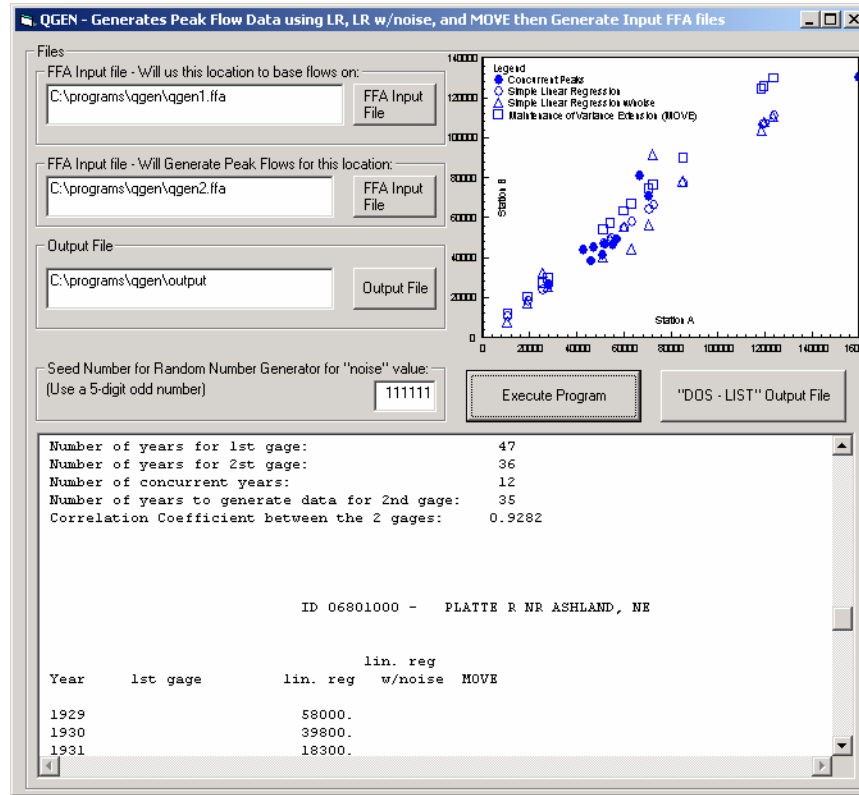 QGEN - Generates Peak Flow Data using LR, LR w/noise, and MOVE then Generate Input FFA files
Files
FFA Input file - Will us this location to base flows on:
C:\programs\qgen\qgen1.ffa
FFA Input
File
FFA Input file - Will Generate Peak Flows for this location:
C:\programs\qgen\qgen2.ffa
FFA Input
File
Output File
C:\programs\qgen\output
Output File
Seed Number for Random Number Generator for "noise" value:
(Use a 5-digit odd number)
111111
140000
120000
100000
80000
60000
40000
20000
0
Station B
Legend
Concurrent Peaks
Simple Linear Regression
Simple Linear Regression w/noise
Maintenance of Variance Extension (MOVE)
Station A
0 20000 40000 60000 80000 100000 120000 140000 160
Execute Program
"DOS - LIST" Output File
Number of years for 1st gage: 47
Number of years for 2st gage: 36
Number of concurrent years: 12
Number of years to generate data for 2nd gage: 35
Correlation Coefficient between the 2 gages: 0.9282
ID 06801000 - PLATTE R NR ASHLAND, NE
lin. reg
Year 1st gage lin. reg w/noise MOVE
1929 58000.
1930 39800.
1931 18300.